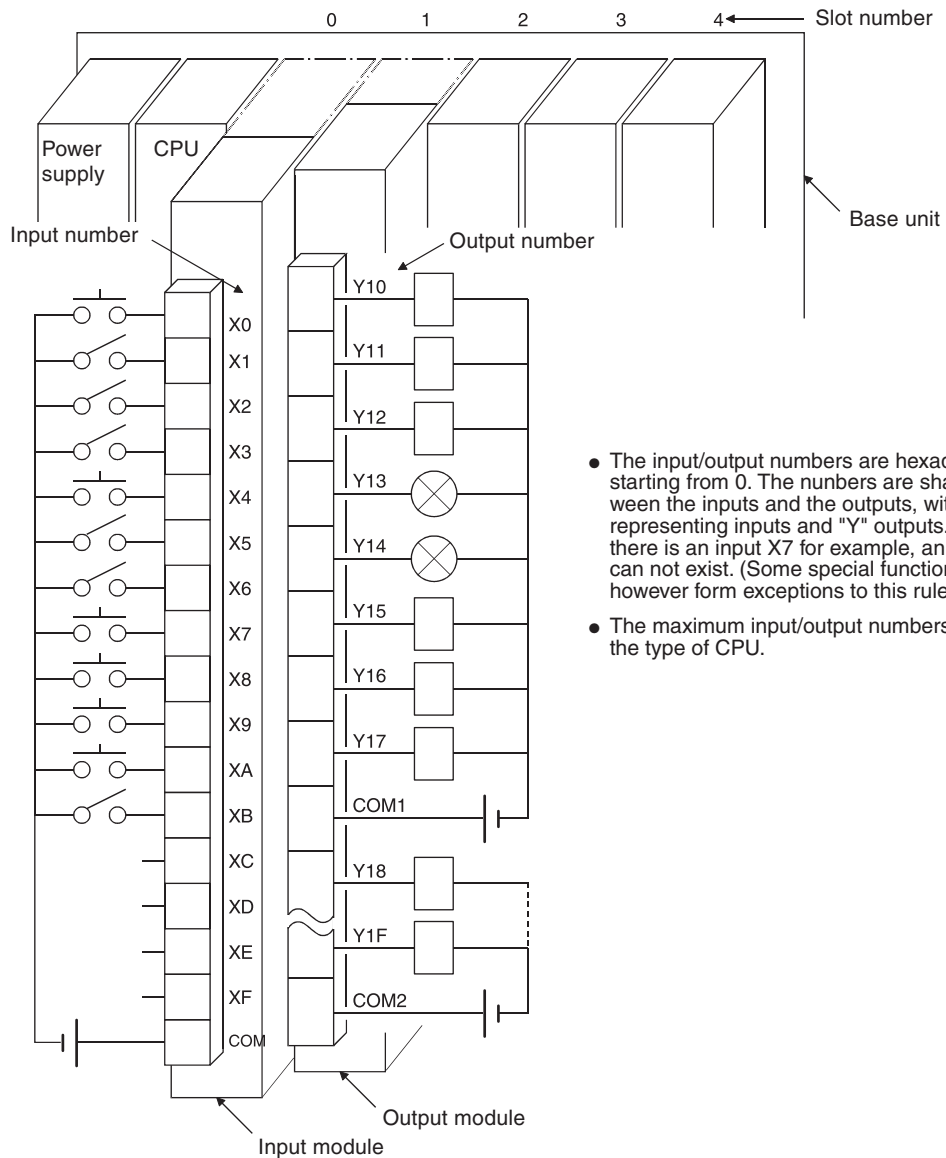 0 1 2 3 4 Slot number
Power
supply
CPU
Base unit
Input number
Output number
X0
X1
X2
X3
X4
X5
X6
X7
X8
X9
XA
XB
XC
XD
XE
XF
COM
Y10
Y11
Y12
Y13
Y14
Y15
Y16
Y17
COM1
Y18
Y1F
COM2
● The input/output numbers are hexad
starting from 0. The nunbers are sha
ween the inputs and the outputs, wit
representing inputs and "Y" outputs.
there is an input X7 for example, an
can not exist. (Some special function
however form exceptions to this rule
● The maximum input/output numbers
the type of CPU.
Output module
Input module